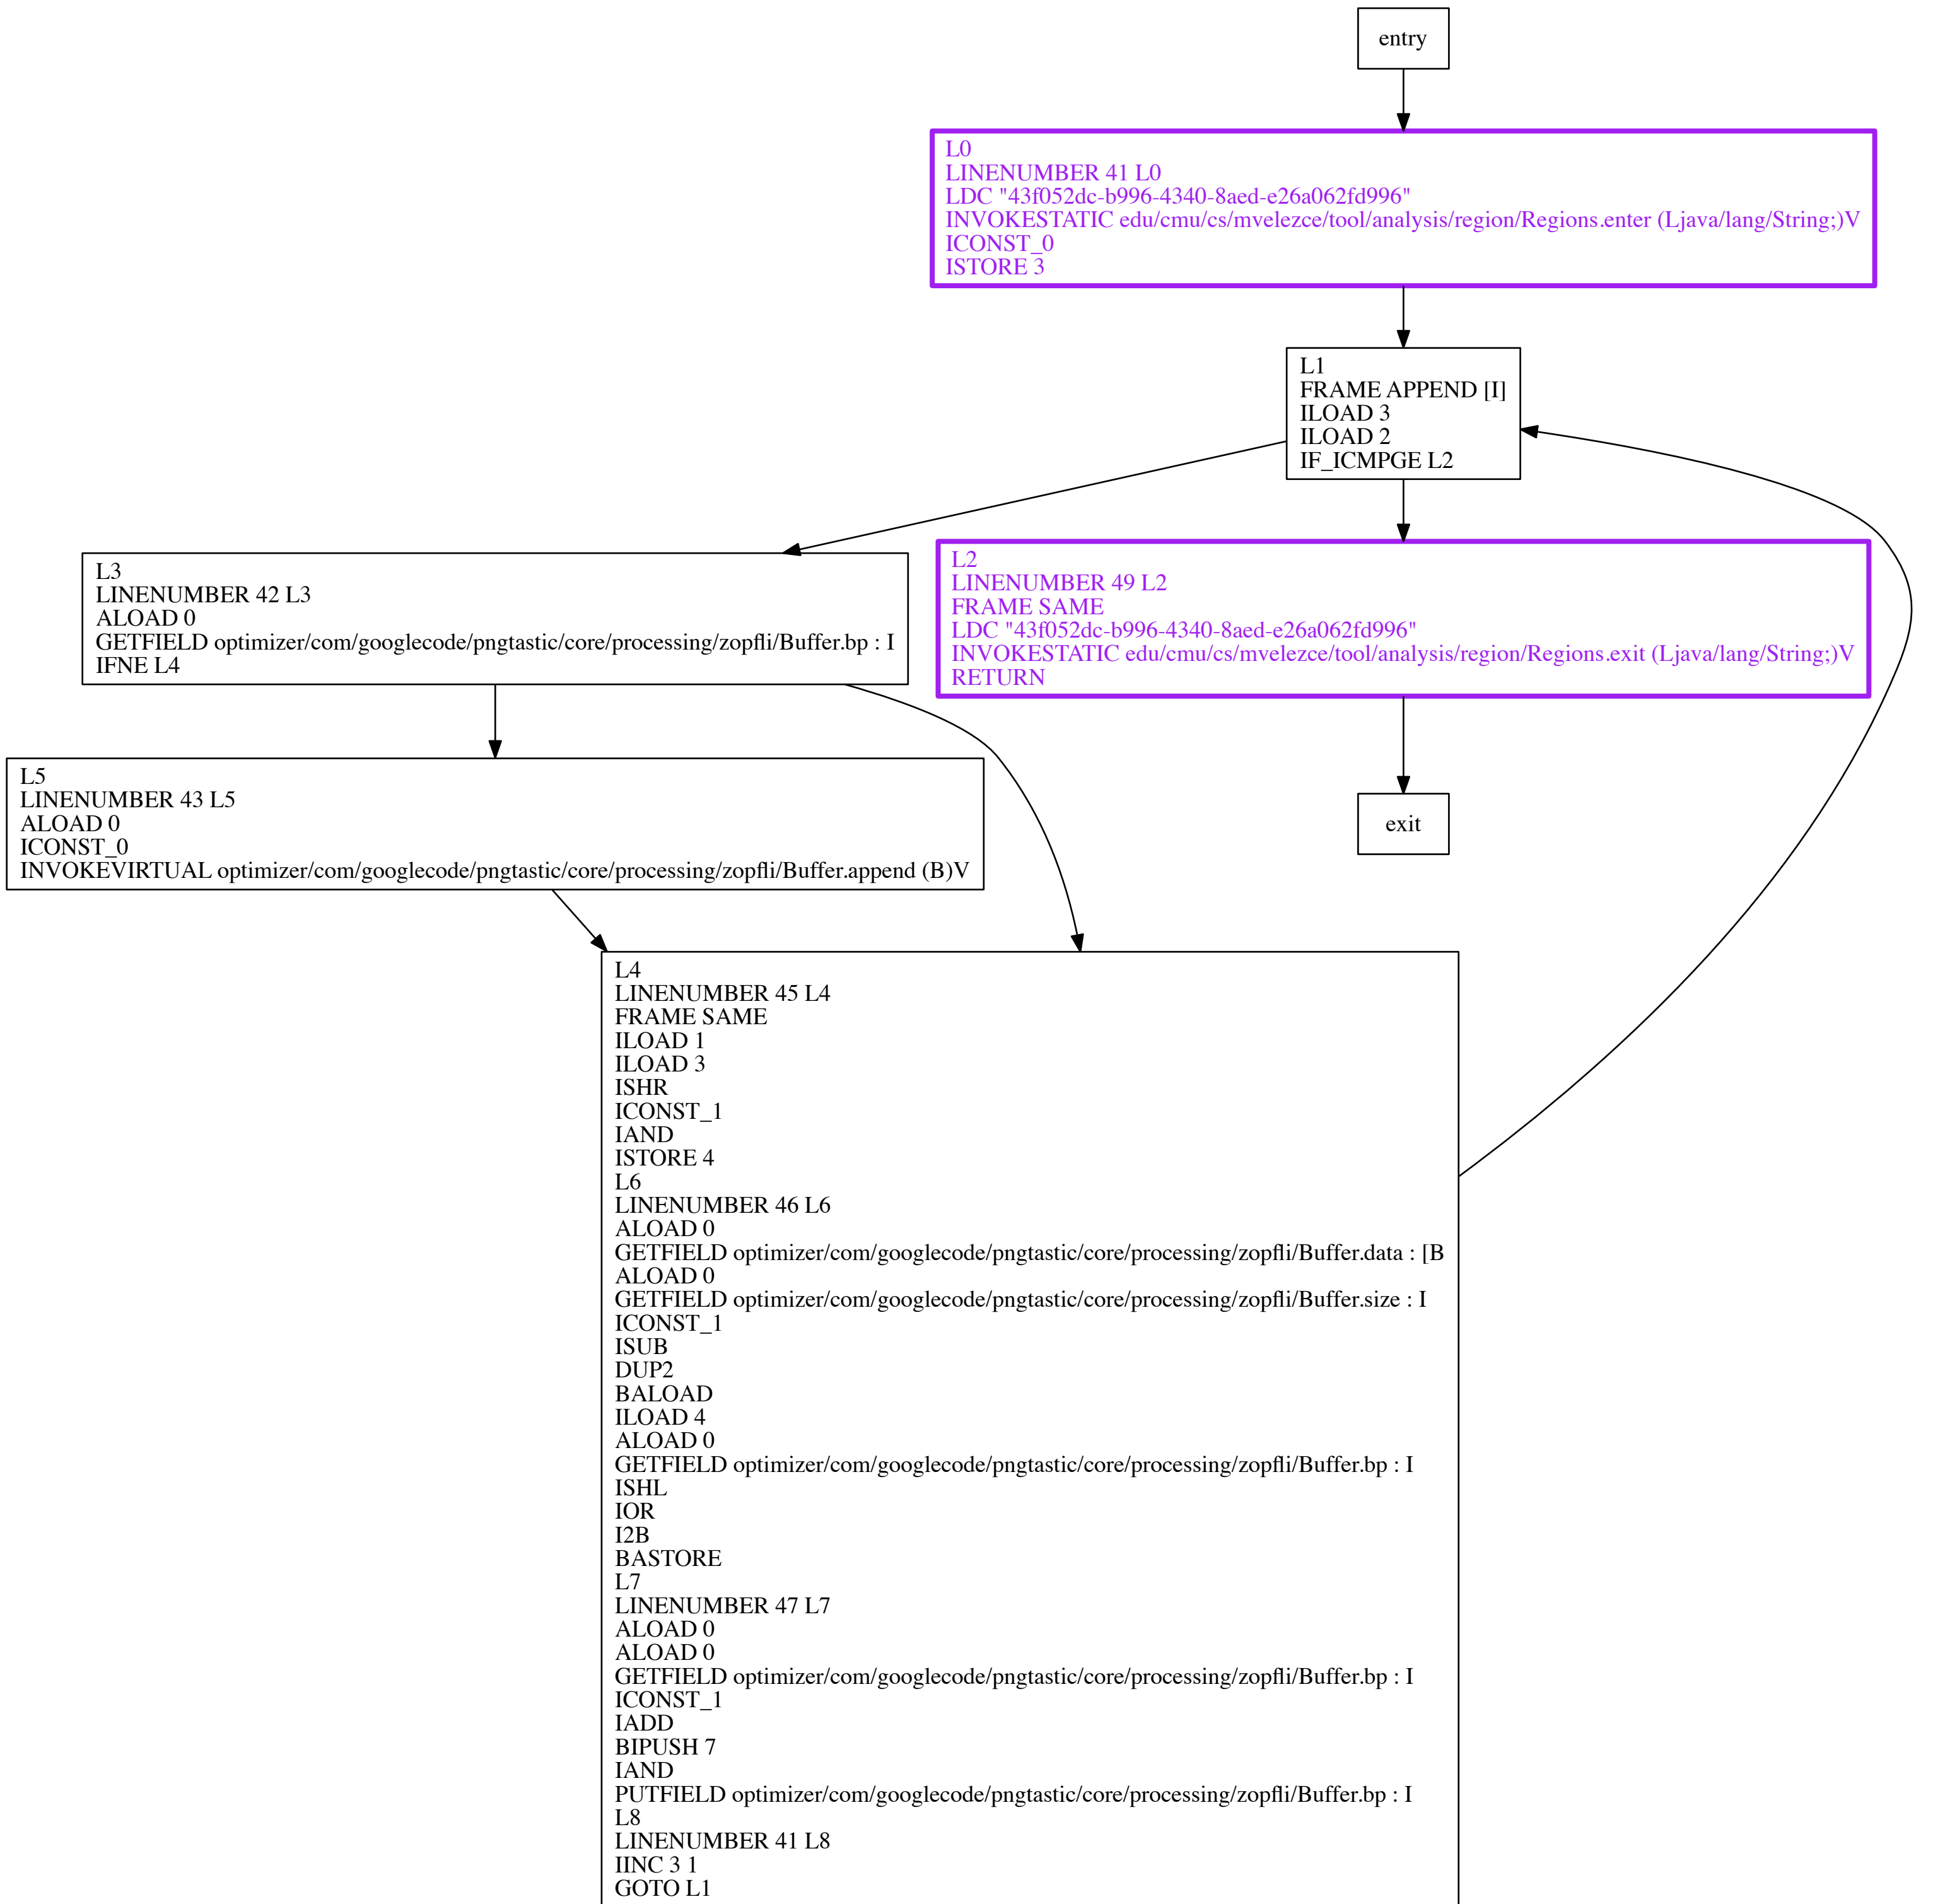 entry
L0
LINENUMBER 41 L0
LDC "43f052dc-b996-4340-8aed-e26a062fd996"
INVOKESTATIC edu/cmu/cs/mvelezce/tool/analysis/region/Regions.enter (Ljava/lang/String;)V
ICONST_0
ISTORE 3
L1
FRAME APPEND [I]
ILOAD 3
ILOAD 2
IF_ICMPGE L2
L3
LINENUMBER 42 L3
ALOAD 0
GETFIELD optimizer/com/googlecode/pngtastic/core/processing/zopfli/Buffer.bp : I
IFNE L4
L2
LINENUMBER 49 L2
FRAME SAME
LDC "43f052dc-b996-4340-8aed-e26a062fd996"
INVOKESTATIC edu/cmu/cs/mvelezce/tool/analysis/region/Regions.exit (Ljava/lang/String;)V
RETURN
L5
LINENUMBER 43 L5
ALOAD 0
ICONST_0
INVOKEVIRTUAL optimizer/com/googlecode/pngtastic/core/processing/zopfli/Buffer.append (B)V
exit
L4
LINENUMBER 45 L4
FRAME SAME
ILOAD 1
ILOAD 3
ISHR
ICONST_1
IAND
ISTORE 4
L6
LINENUMBER 46 L6
ALOAD 0
GETFIELD optimizer/com/googlecode/pngtastic/core/processing/zopfli/Buffer.data : [B
ALOAD 0
GETFIELD optimizer/com/googlecode/pngtastic/core/processing/zopfli/Buffer.size : I
ICONST_1
ISUB
DUP2
BALOAD
ILOAD 4
ALOAD 0
GETFIELD optimizer/com/googlecode/pngtastic/core/processing/zopfli/Buffer.bp : I
ISHL
IOR
I2B
BASTORE
L7
LINENUMBER 47 L7
ALOAD 0
ALOAD 0
GETFIELD optimizer/com/googlecode/pngtastic/core/processing/zopfli/Buffer.bp : I
ICONST_1
IADD
BIPUSH 7
IAND
PUTFIELD optimizer/com/googlecode/pngtastic/core/processing/zopfli/Buffer.bp : I
L8
LINENUMBER 41 L8
IINC 3 1
GOTO L1